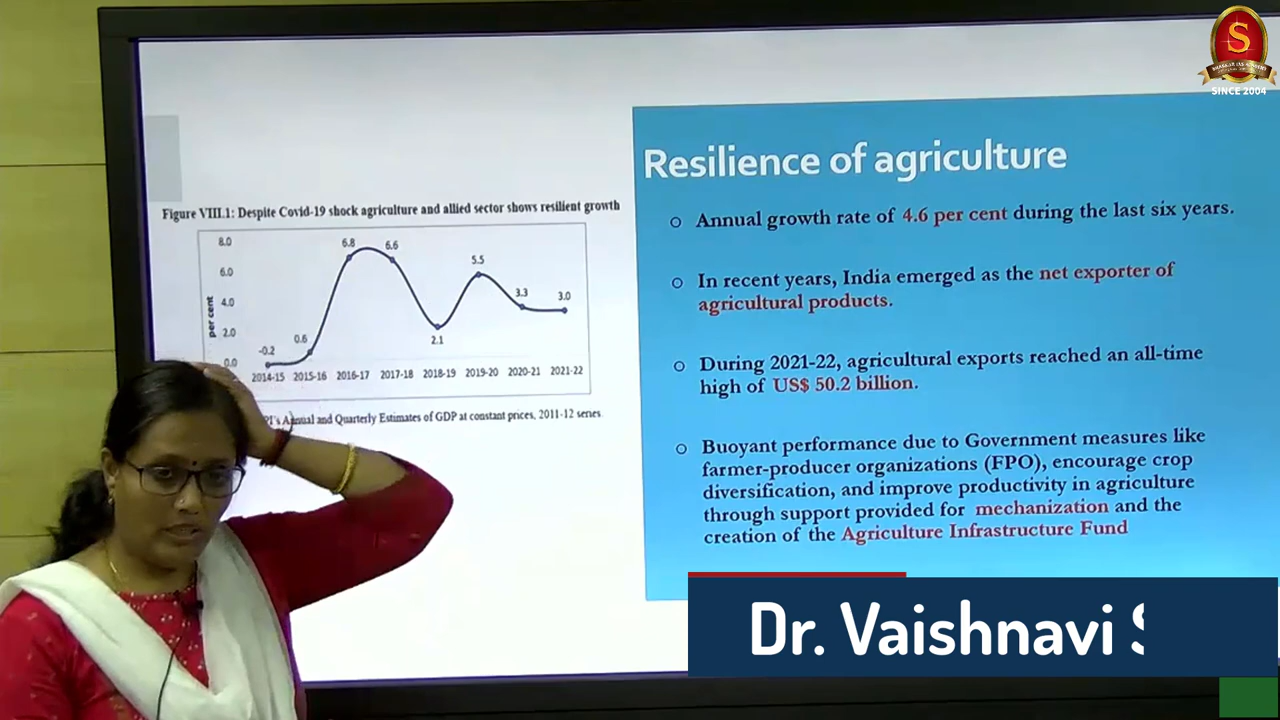 S
SINCE 2004
Resilience of agriculture
Annual growth rate of 4.6 per cent during the last six years.
In recent years, India emerged as the net exporter of
agricultural products.
During 2021-22, agricultural exports reached an all-time
high of US$ 50.2 billion.
Buoyant performance due to Government measures like
farmer-producer organizations (FPO), encourage crop
diversification, and improve productivity in agriculture
through support provided for mechanization and the
creation of the Agriculture Infrastructure Fund
Figure VIII.1: Despite Covid-19 shock agriculture and allied sector shows resilient growth
per cent
8.0
6.0
4.0
2.0
0.0
-0.2
0.6
6.8
6.6
2.1
5.5
3.3
3.0
2014-15 2015-16 2016-17 2017-18 2018-19 2019-20 2020-21 2021-22
Annual and Quarterly Estimates of GDP at constant prices, 2011-12 series.
Dr. Vaishnavi S